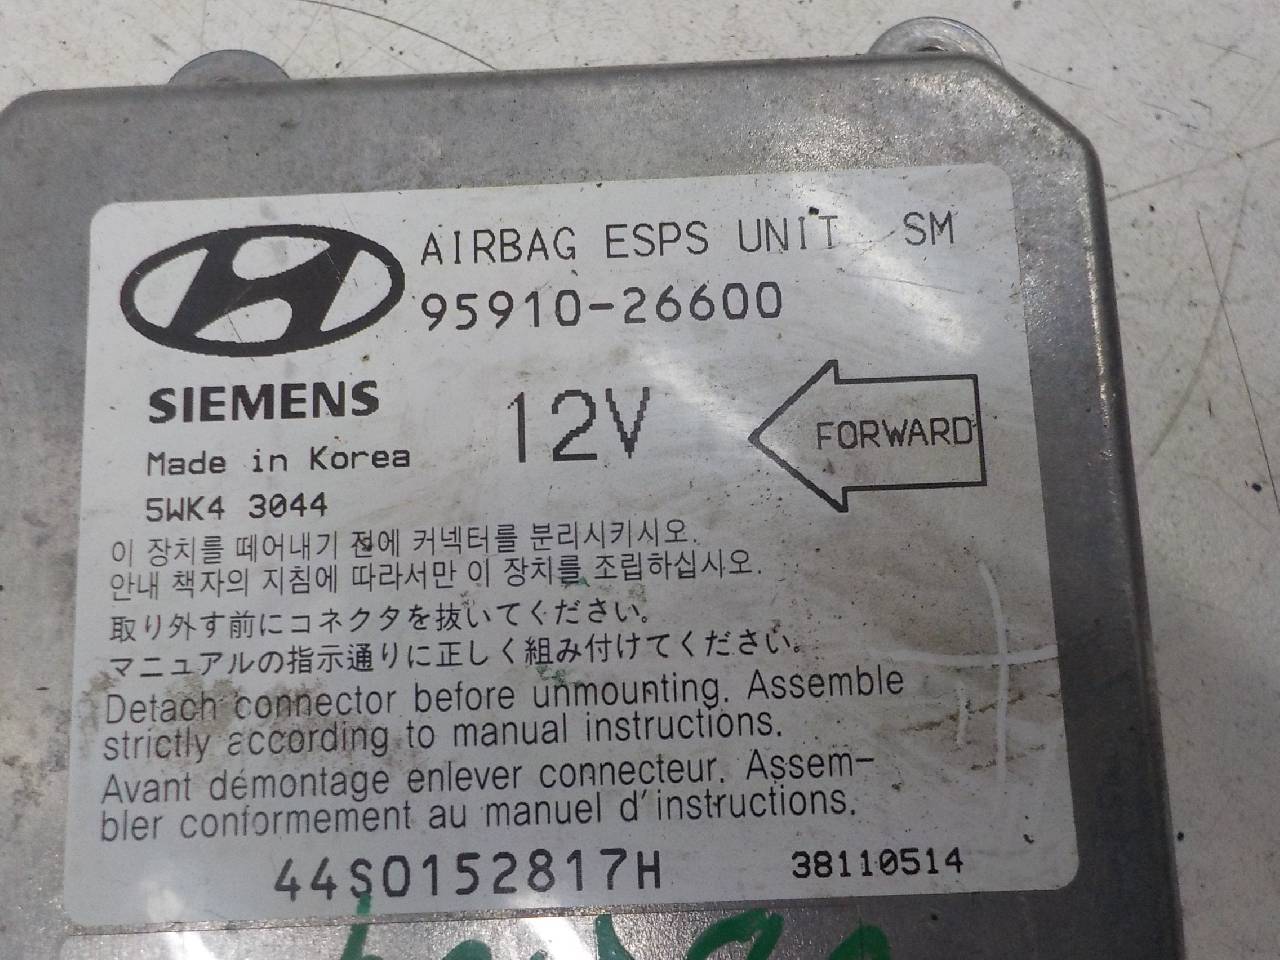 AIRBAG ESPS UNIT SM
95910-26600
SIEMENS
12V
FORWARD
Made in Korea
5WK4 3044
이 장치를 떼어내기 전에 커넥터를 분리시키시오.
안내 책자의 지침에 따라서만 이 장치를 조립하십시오.
取り外す前にコネクタを抜いてください。
マニュアルの指示通りに正しく組み付けてください。
Detach connector before unmounting. Assemble
strictly according to manual instructions.
Avant démontage enlever connecteur. Assem-
bler conformement au manuel d'instructions.
44S0152817H
38110514